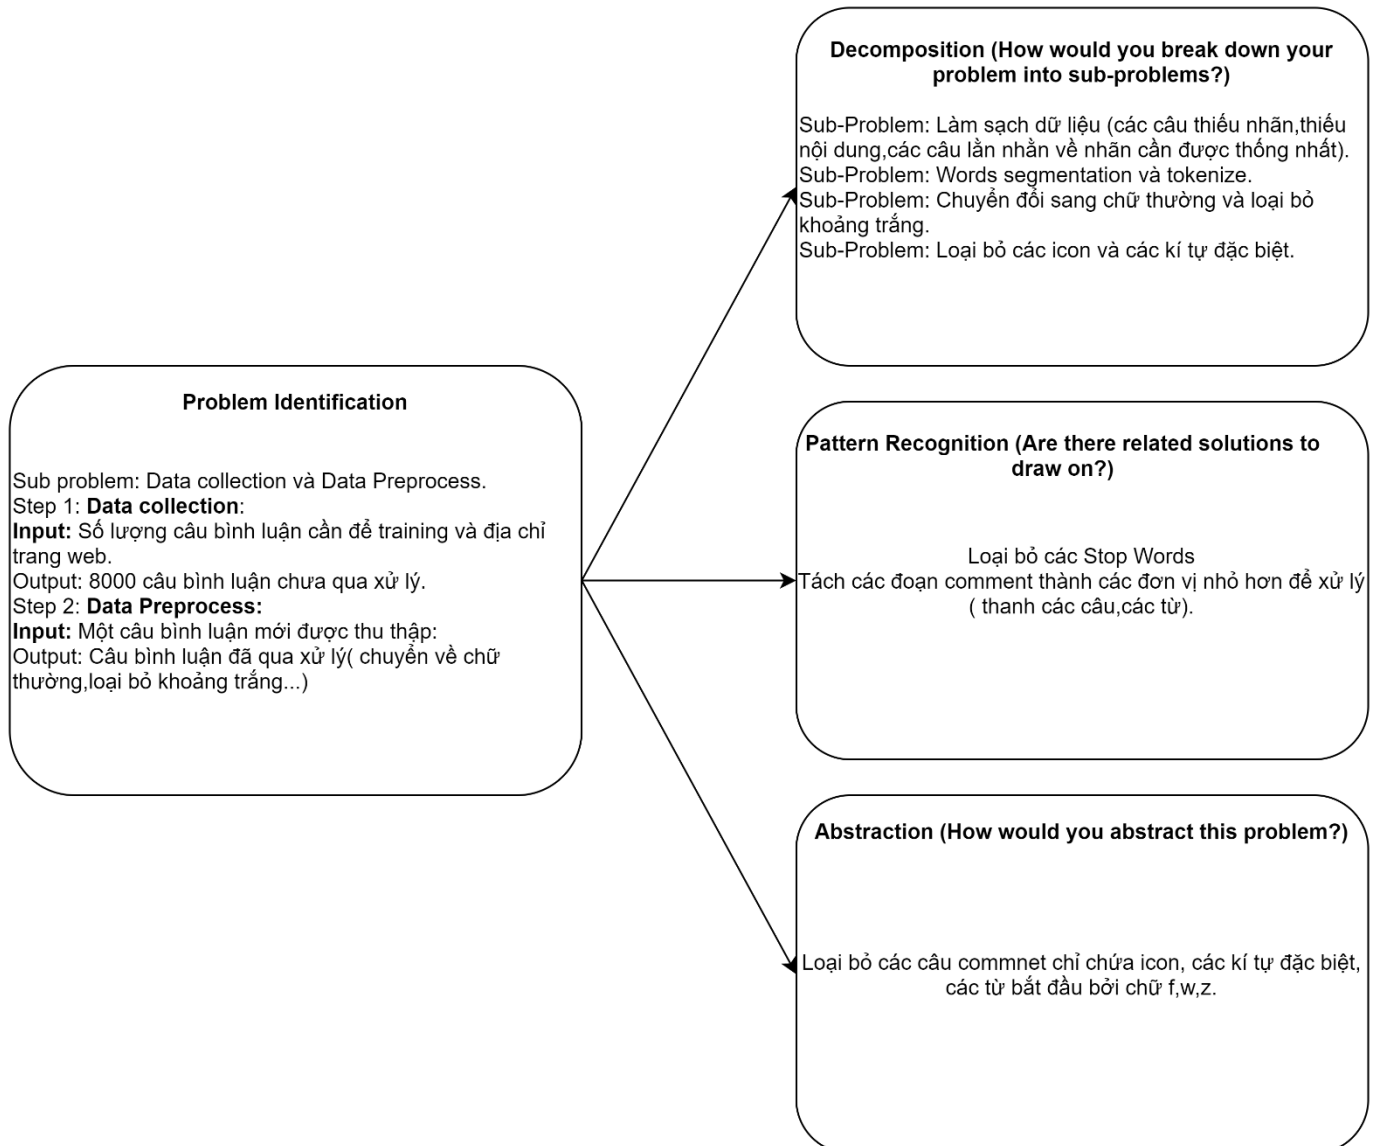 Decomposition (How would you break down your
problem into sub-problems?)
Sub-Problem: Làm sạch dữ liệu (các câu thiếu nhãn,thiếu
nội dung,các câu lằn nhằn về nhãn cần được thống nhất).
Sub-Problem: Words segmentation và tokenize.
Sub-Problem: Chuyển đổi sang chữ thường và loại bỏ
khoảng trắng.
Sub-Problem: Loại bỏ các icon và các kí tự đặc biệt.
Problem Identification
Sub problem: Data collection và Data Preprocess.
Step 1: Data collection:
Input: Số lượng câu bình luận cần để training và địa chỉ
trang web.
Output: 8000 câu bình luận chưa qua xử lý.
Step 2: Data Preprocess:
Input: Một câu bình luận mới được thu thập:
Output: Câu bình luận đã qua xử lý( chuyển về chữ
thường,loại bỏ khoảng trắng...)
Pattern Recognition (Are there related solutions to
draw on?)
Loại bỏ các Stop Words
Tách các đoạn comment thành các đơn vị nhỏ hơn để xử lý
( thanh các câu,các từ).
Abstraction (How would you abstract this problem?)
Loại bỏ các câu commnet chỉ chứa icon, các kí tự đặc biệt,
các từ bắt đầu bởi chữ f,w,z.